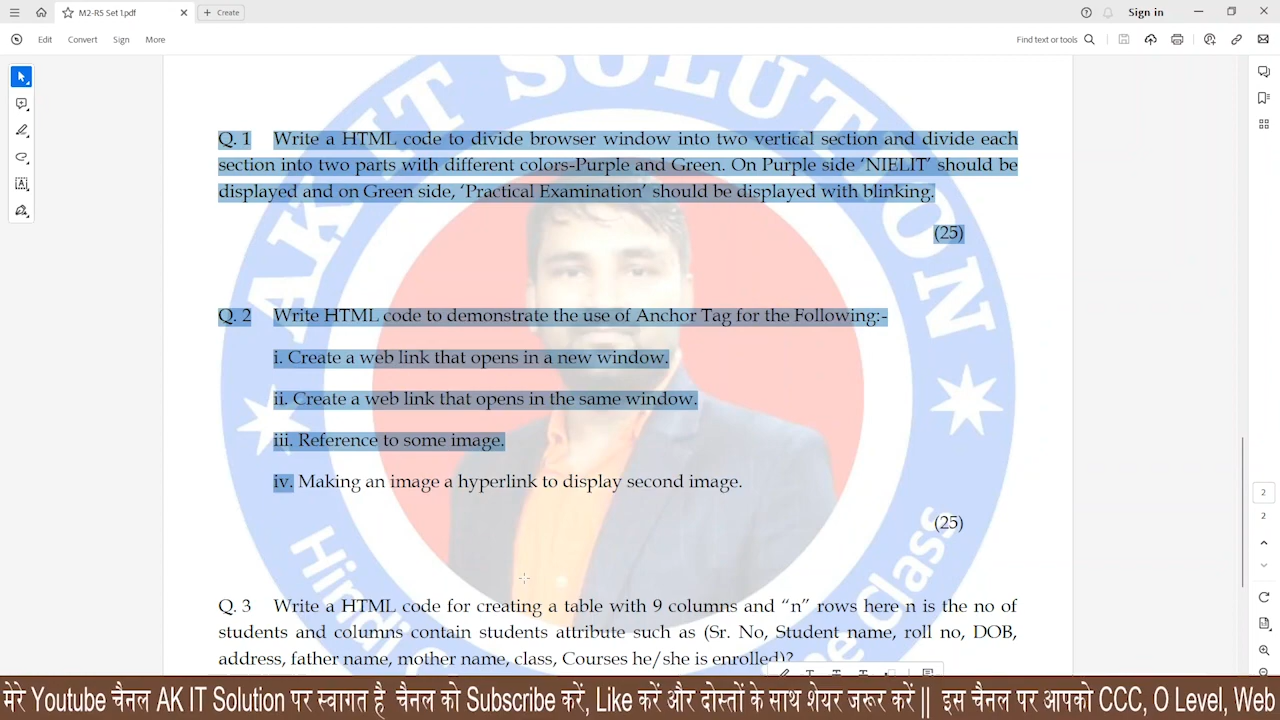 M2-R5 Set 1.pdf
Create
Sign in
Edit
Convert
Sign
More
Find text or tools
AK IT SOLUTION
Q. 1 Write a HTML code to divide browser window into two vertical section and divide each
section into two parts with different colors-Purple and Green. On Purple side ‘NIELIT’ should be
displayed and on Green side, ‘Practical Examination’ should be displayed with blinking.
(25)
Q. 2 Write HTML code to demonstrate the use of Anchor Tag for the Following:-
i. Create a web link that opens in a new window.
ii. Create a web link that opens in the same window.
iii. Reference to some image.
iv. Making an image a hyperlink to display second image.
(25)
Hindi Class
Q. 3 Write a HTML code for creating a table with 9 columns and “n” rows here n is the no of
students and columns contain students attribute such as (Sr. No, Student name, roll no, DOB,
address, father name, mother name, class, Courses he/she is enrolled)?
2
2
मेरे Youtube चैनल AK IT Solution पर स्वागत है चैनल को Subscribe करें, Like करें और दोस्तों के साथ शेयर जरूर करें || इस चैनल पर आपको CCC, O Level, Web